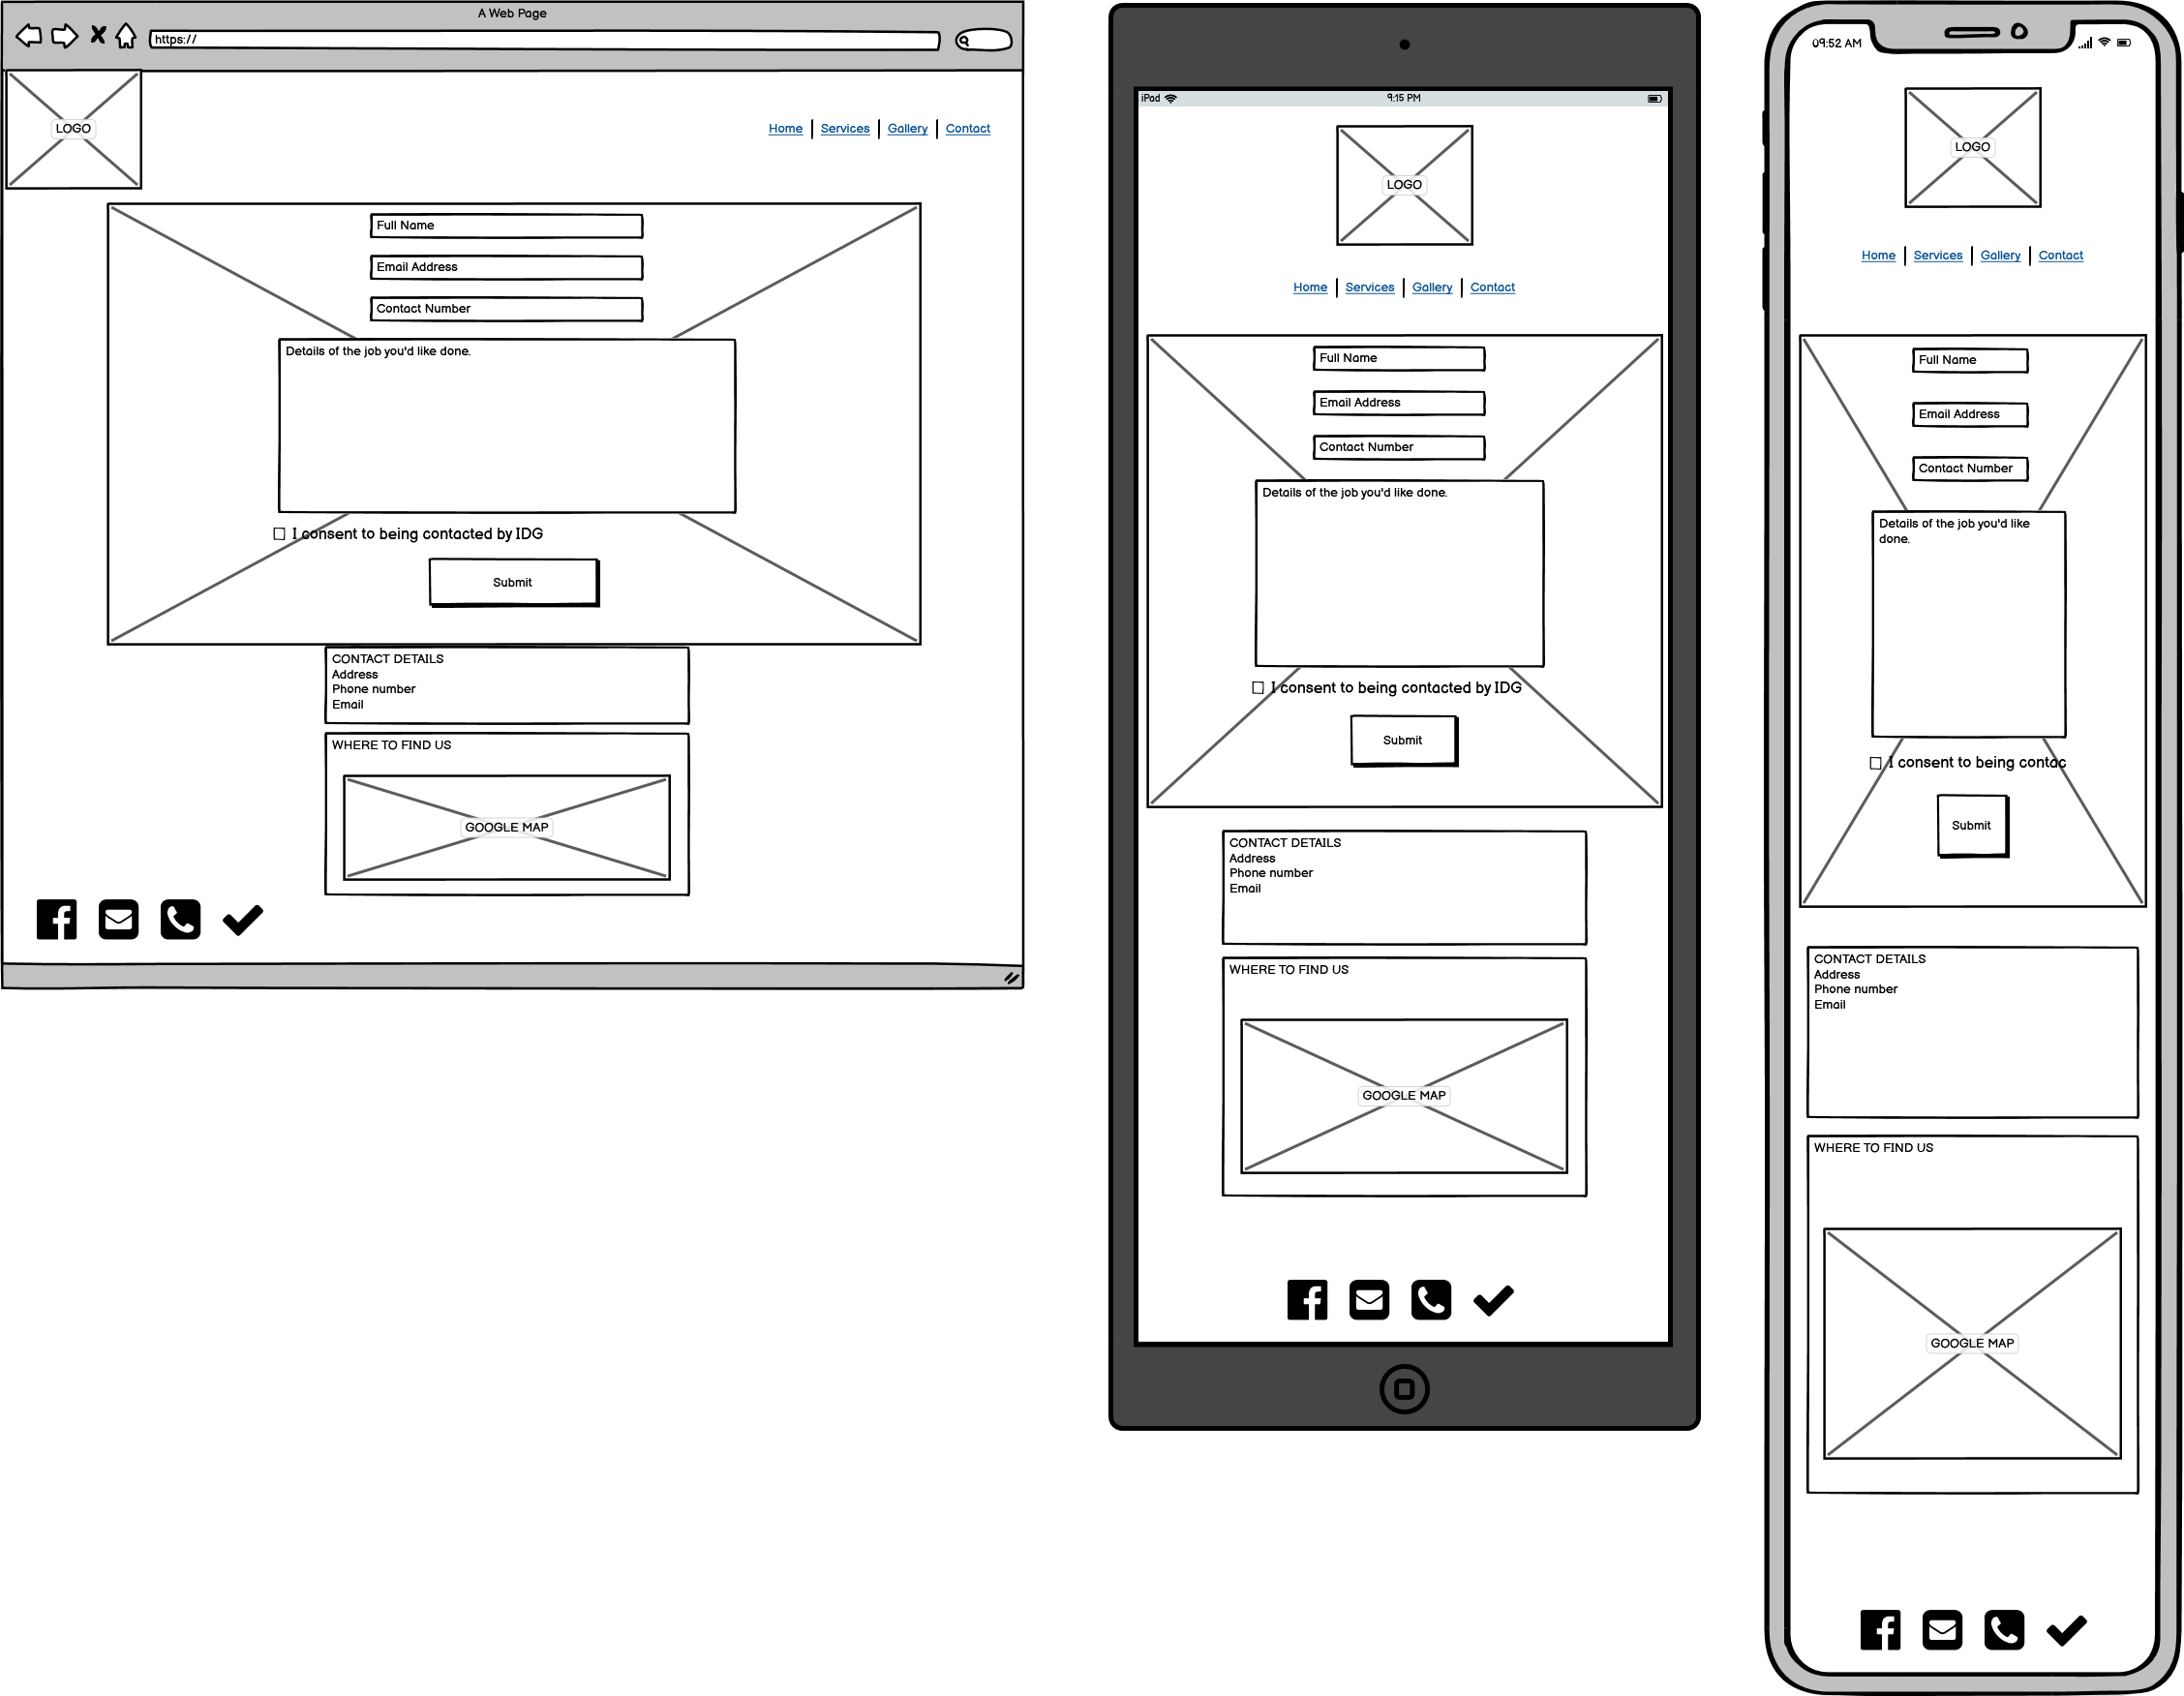 A Web Page
https://
LOGO
Home
Services
Gallery
Contact
Full Name
Email Address
Contact Number
Details of the job you'd like done.
I consent to being contacted by IDG
Submit
CONTACT DETAILS
Address
Phone number
Email
WHERE TO FIND US
GOOGLE MAP
iPad
9:15 PM
LOGO
Home
Services
Gallery
Contact
Full Name
Email Address
Contact Number
Details of the job you'd like done.
I consent to being contacted by IDG
Submit
CONTACT DETAILS
Address
Phone number
Email
WHERE TO FIND US
GOOGLE MAP
09:52 AM
LOGO
Home
Services
Gallery
Contact
Full Name
Email Address
Contact Number
Details of the job you'd like
done.
I consent to being contac
Submit
CONTACT DETAILS
Address
Phone number
Email
WHERE TO FIND US
GOOGLE MAP